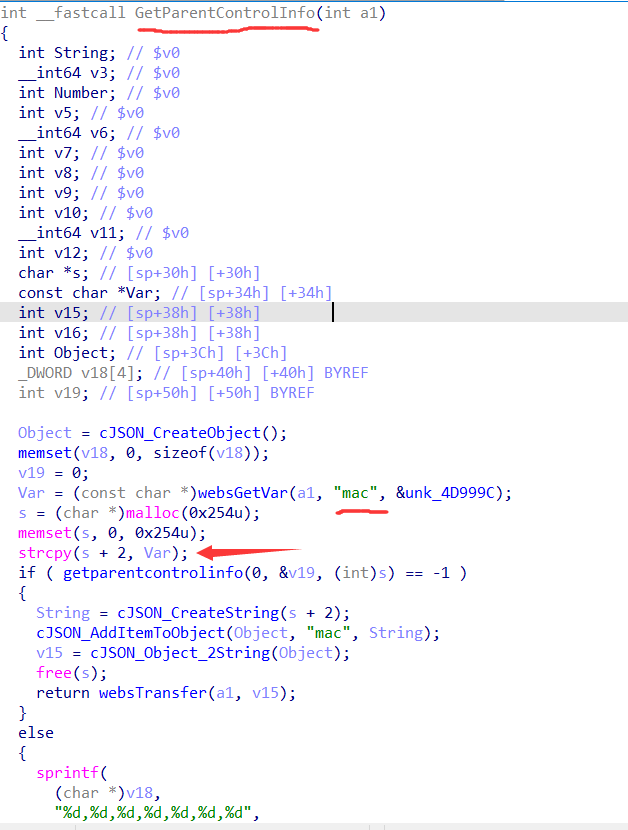 int __fastcall GetParentControlInfo(int a1)
{
int String; // $v0
__int64 v3; // $v0
int Number; // $v0
int v5; // $v0
__int64 v6; // $v0
int v7; // $v0
int v8; // $v0
int v9; // $v0
int v10; // $v0
__int64 v11; // $v0
int v12; // $v0
char *s; // [sp+30h] [+30h]
const char *Var; // [sp+34h] [+34h]
int v15; // [sp+38h] [+38h]
int v16; // [sp+38h] [+38h]
int Object; // [sp+3Ch] [+3Ch]
_DWORD v18[4]; // [sp+40h] [+40h] BYREF
int v19; // [sp+50h] [+50h] BYREF
Object = cJSON_CreateObject();
memset(v18, 0, sizeof(v18));
v19 = 0;
Var = (const char *)websGetVar(a1, "mac", &unk_4D999C);
s = (char *)malloc(0x254u);
memset(s, 0, 0x254u);
strcpy(s + 2, Var);
if ( getparentcontrolinfo(0, &v19, (int)s) == -1 )
{
String = cJSON_CreateString(s + 2);
cJSON_AddItemToObject(Object, "mac", String);
v15 = cJSON_Object_2String(Object);
free(s);
return websTransfer(a1, v15);
}
else
{
sprintf(
(char *)v18,
"%d,%d,%d,%d,%d,%d,%d",